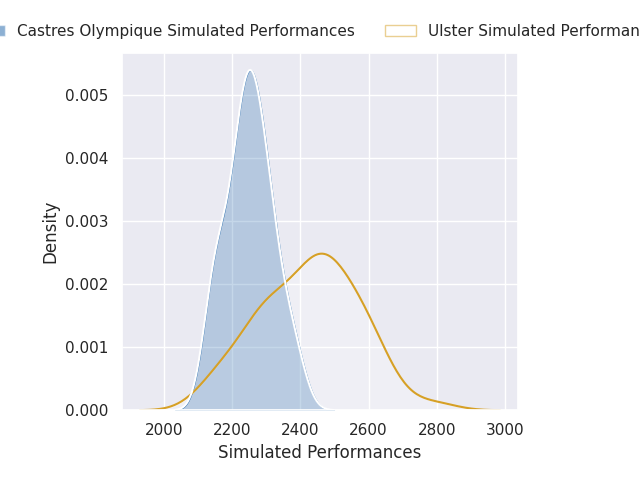 Castres Olympique Simulated Performances
Ulster Simulated
Density
0.005
0.004
0.003
0.002
0.001
0.000
2000 2200 2400 2600 2800 3000
Simulated Performances